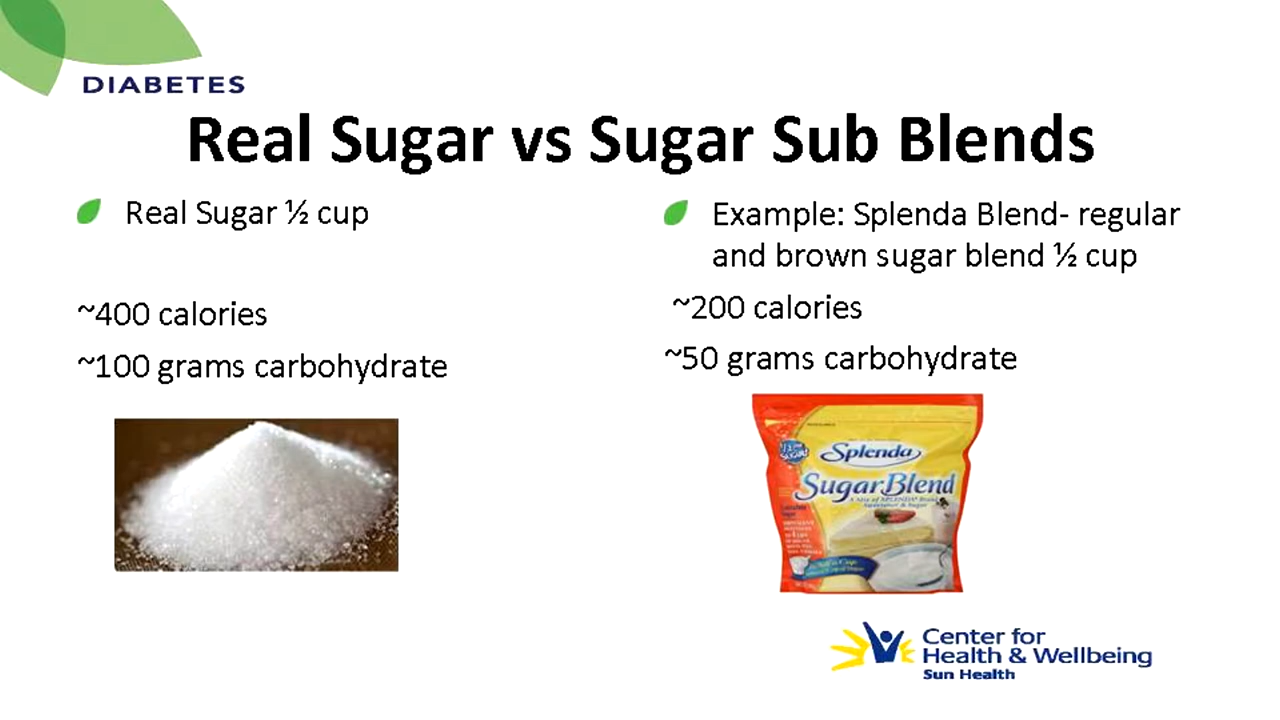 DIABETES
Real Sugar vs Sugar Sub Blends
Real Sugar ½ cup
~400 calories
~100 grams carbohydrate
Example: Splenda Blend- regular
and brown sugar blend ½ cup
~200 calories
~50 grams carbohydrate
Splenda
Sugar Blend
Center for
Health & Wellbeing
Sun Health